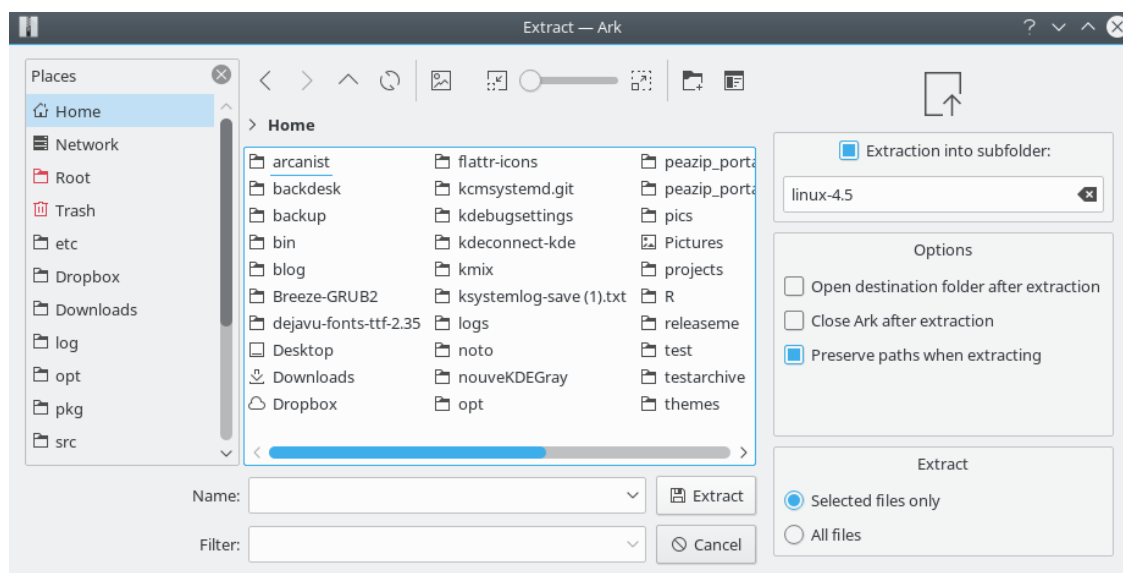 Extract — Ark
Places
Home
Network
Root
Trash
etc
Dropbox
Downloads
log
opt
pkg
src
Home
arcanist
backdesk
backup
bin
blog
Breeze-GRUB2
dejavu-fonts-ttf-2.35
Desktop
Downloads
Dropbox
flattr-icons
kcmsystemd.git
kdebugsettings
kdeconnect-kde
kmix
ksystemlog-save (1).txt
logs
noto
nouveKDEGray
opt
peazip_porta
peazip_porta
pics
Pictures
projects
R
releaseme
test
testarchive
themes
Name:
Extract
Filter:
Cancel
Extraction into subfolder:
linux-4.5
Options
Open destination folder after extraction
Close Ark after extraction
Preserve paths when extracting
Extract
Selected files only
All files